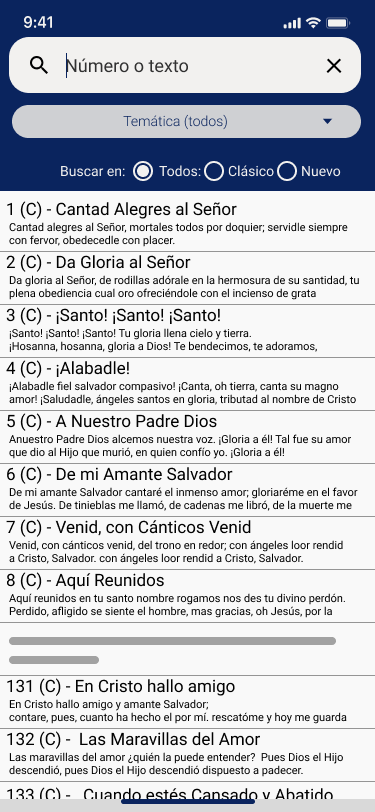 9:41
Número o texto
Temática (todos)
Buscar en: Todos: Clásico Nuevo
1 (C) - Cantad Alegres al Señor
Cantad alegres al Señor, mortales todos por doquier; servidle siempre
con fervor, obedecedle con placer.
2 (C) - Da Gloria al Señor
Da gloria al Señor, de rodillas adórale en la hermosura de su santidad, tu
plena obediencia cual oro ofreciéndole con el incienso de grata
3 (C) - ¡Santo! ¡Santo! ¡Santo!
¡Santo! ¡Santo! ¡Santo! Tu gloria llena cielo y tierra.
¡Hosanna, hosanna, gloria a Dios! Te bendecimos, te adoramos,
4 (C) - ¡Alabadle!
¡Alabadle fiel salvador compasivo! ¡Canta, oh tierra, canta su magno
amor! ¡Saludadle, ángeles santos en gloria, tributad al nombre de Cristo
5 (C) - A Nuestro Padre Dios
Anuestro Padre Dios alcemos nuestra voz. ¡Gloria a él! Tal fue su amor
que dio al Hijo que murió, en quien confío yo. ¡Gloria a él!
6 (C) - De mi Amante Salvador
De mi amante Salvador cantaré el inmenso amor; gloriaréme en el favor
de Jesús. De tinieblas me llamó, de cadenas me libró, de la muerte me
7 (C) - Venid, con Cánticos Venid
Venid, con cánticos venid, del trono en redor; con ángeles loor rendid
a Cristo, Salvador. con ángeles loor rendid a Cristo, Salvador.
8 (C) - Aquí Reunidos
Aquí reunidos en tu santo nombre rogamos nos des tu divino perdón.
Perdido, afligido se siente el hombre, mas gracias, oh Jesús, por la
131 (C) - En Cristo hallo amigo
En Cristo hallo amigo y amante Salvador;
contare, pues, cuanto ha hecho el por mí. rescatóme y hoy me guarda
132 (C) - Las Maravillas del Amor
Las maravillas del amor ¿quién la puede entender? Pues Dios el Hijo
descendió, pues Dios el Hijo descendió dispuesto a padecer.
133 (C) - Cuando estés Cansado y Abatido